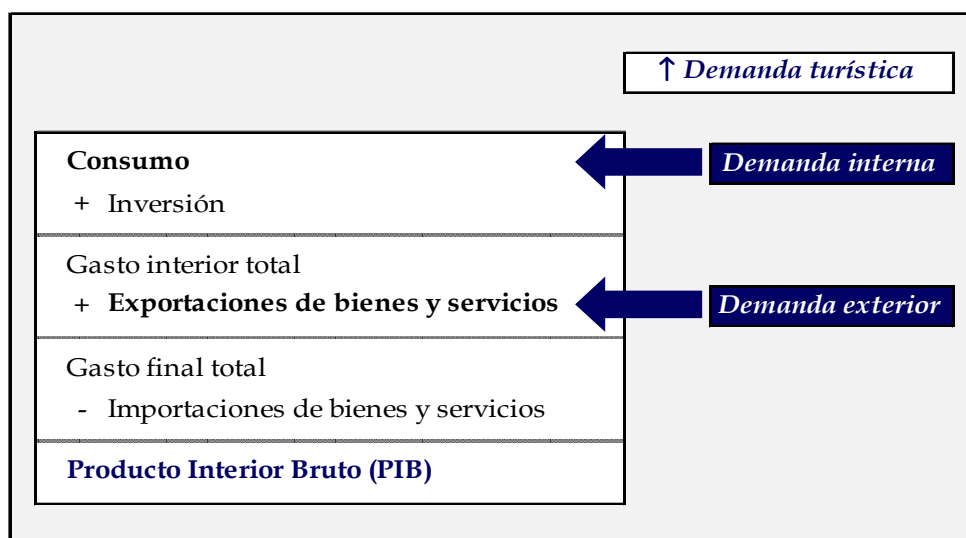 ↑ Demanda turística
Consumo
Demanda interna
+ Inversión
Gasto interior total
+ Exportaciones de bienes y servicios
Demanda exterior
Gasto final total
- Importaciones de bienes y servicios
Producto Interior Bruto (PIB)